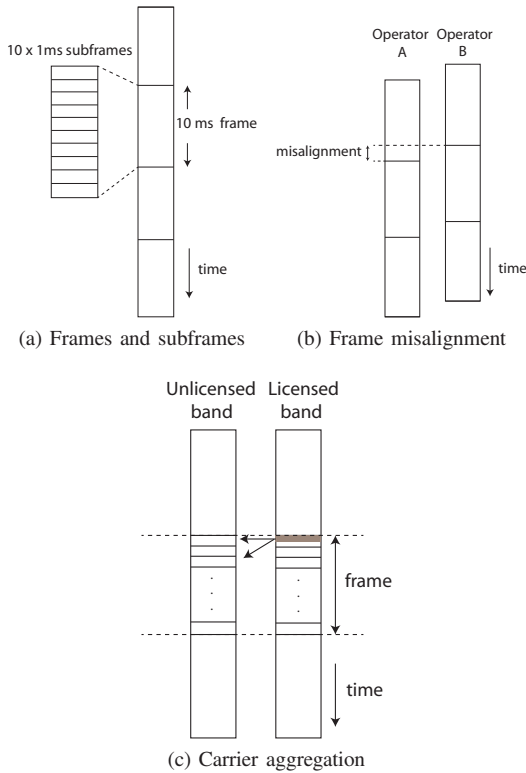 10 x 1ms subframes
10 ms frame
time
(a) Frames and subframes
Operator
A
Operator
B
misalignment
time
(b) Frame misalignment
Unlicensed
band
Licensed
band
frame
time
(c) Carrier aggregation